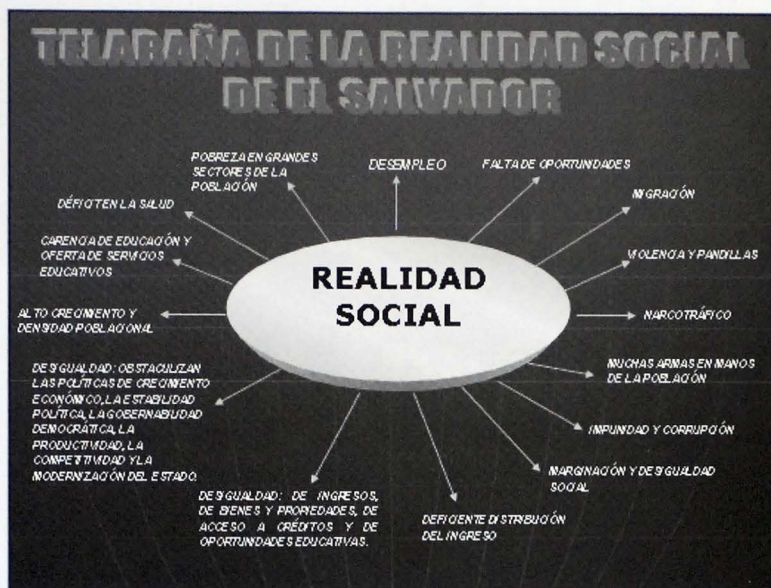 TELARAÑA DE LA REALIDAD SOCIAL
DE EL SALVADOR
POBREZA EN GRANDES
SECTORES DE LA
POBLACIÓN
DESEMPLEO
FALTA DE OPORTUNIDADES
DÉFICIT EN LA SALUD
MIGRACIÓN
CARENCIA DE EDUCACIÓN Y
OFERTA DE SERVICIOS
EDUCATIVOS
VIOLENCIA Y PANDILLAS
REALIDAD
SOCIAL
ALTO CRECIMIENTO Y
DENSIDAD POBLACIONAL
NARCOTRÁFICO
DESIGUALDAD: OBSTACULIZAN
LAS POLÍTICAS DE CRECIMIENTO
ECONÓMICO, LA ESTABILIDAD
POLÍTICA, LA GOBERNABILIDAD
DEMOCRÁTICA, LA
PRODUCTIVIDAD, LA
COMPETITIVIDAD Y LA
MODERNIZACIÓN DEL ESTADO.
MUCHAS ARMAS EN MANOS
DE LA POBLACIÓN
IMPUNIDAD Y CORRUPCIÓN
MARGINACIÓN Y DESIGUALDAD
SOCIAL
DESIGUALDAD: DE INGRESOS,
DE BIENES Y PROPIEDADES, DE
ACCESO A CRÉDITOS Y DE
OPORTUNIDADES EDUCATIVAS.
DEFICIENTE DISTRIBUCIÓN
DEL INGRESO